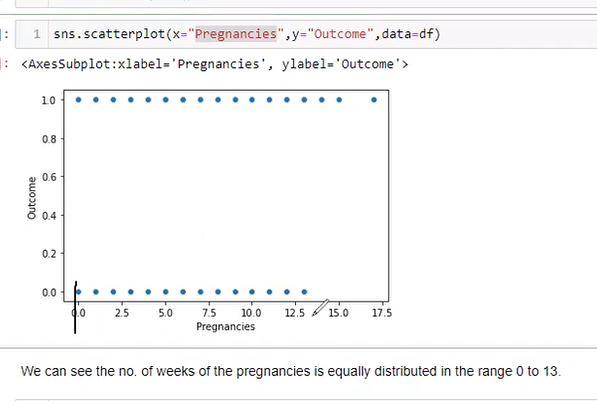 1 sns.scatterplot(x="Pregnancies",y="Outcome",data=df)
<AxesSubplot:xlabel='Pregnancies', ylabel='Outcome'>
1.0
0.8
0.6
0.4
0.2
0.0
Outcome
0.0 2.5 5.0 7.5 10.0 12.5 15.0 17.5
Pregnancies
We can see the no. of weeks of the pregnancies is equally distributed in the range 0 to 13.